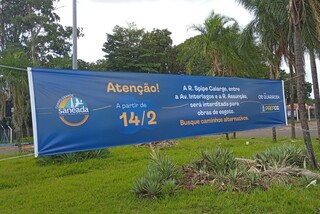 saneada
Atenção!
A partir de
14/2
A R. Spipe Calarge, entre
a Av. Interlagos e a R. Assunção,
será interditada para
obras de esgoto.
Busque caminhos alternativos.